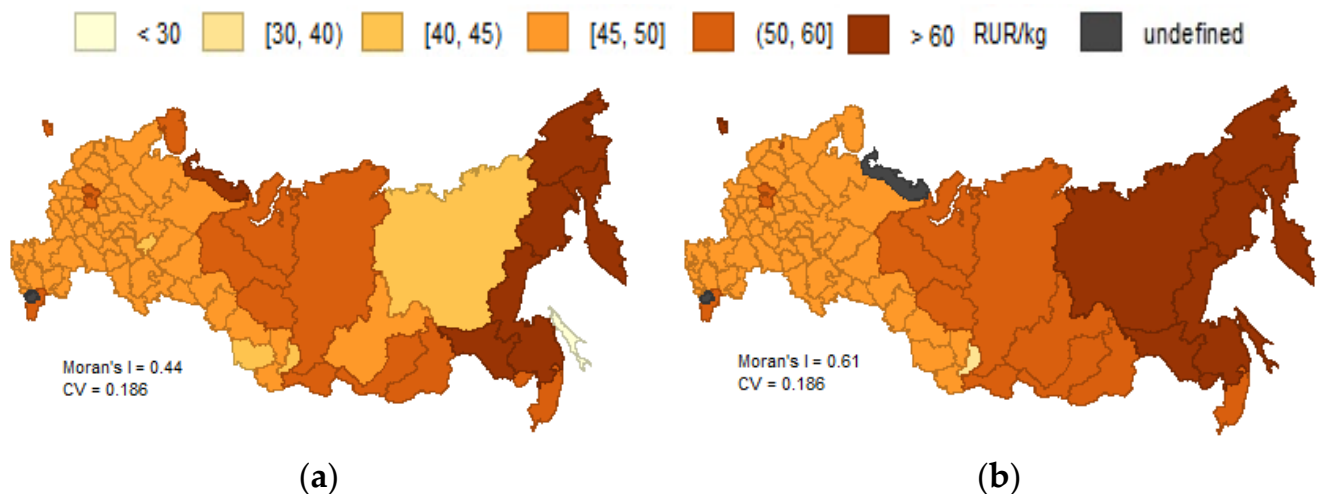 < 30 [30, 40) [40, 45) [45, 50] (50, 60] > 60 RUR/kg undefined
Moran's I = 0.44
CV = 0.186
Moran's I = 0.61
CV = 0.186
(a) (b)